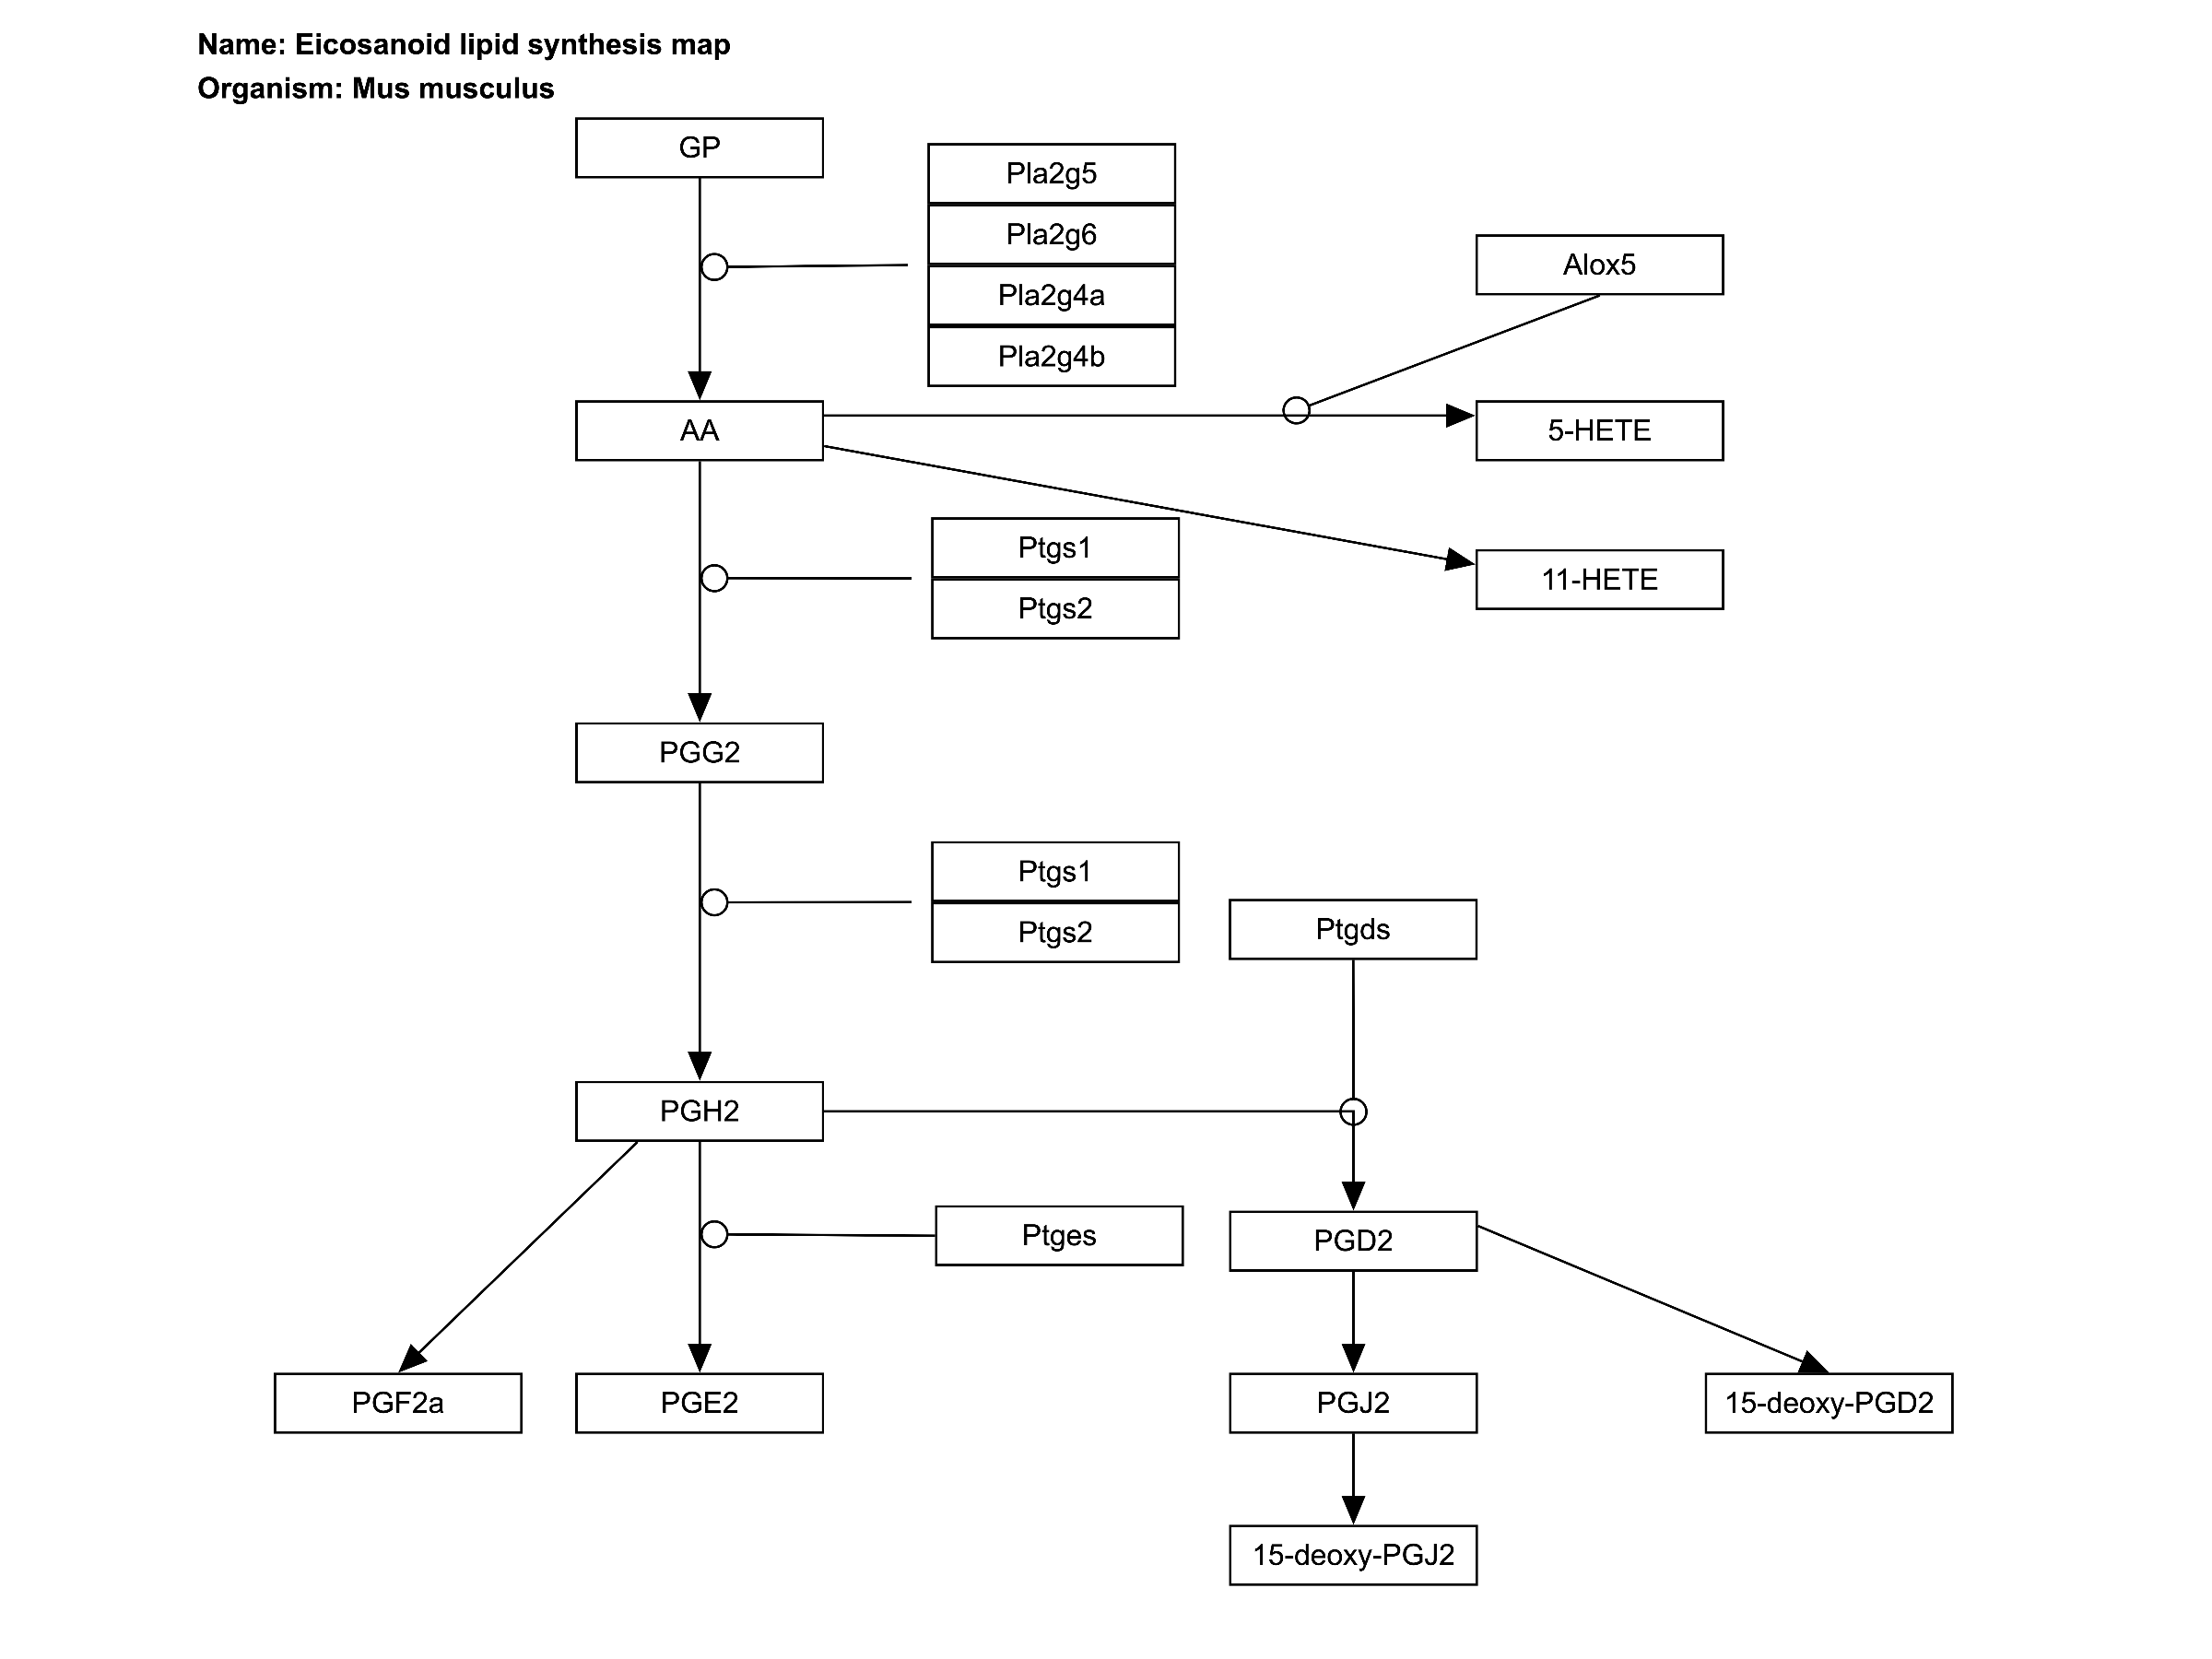 Name: Eicosanoid lipid synthesis map
Organism: Mus musculus
GP
Pla2g5
Pla2g6
Alox5
Pla2g4a
Pla2g4b
AA
5-HETE
Ptgs1
11-HETE
Ptgs2
PGG2
Ptgs1
Ptgs2
Ptgds
PGH2
Ptges
PGD2
PGF2a
PGE2
PGJ2
15-deoxy-PGD2
15-deoxy-PGJ2